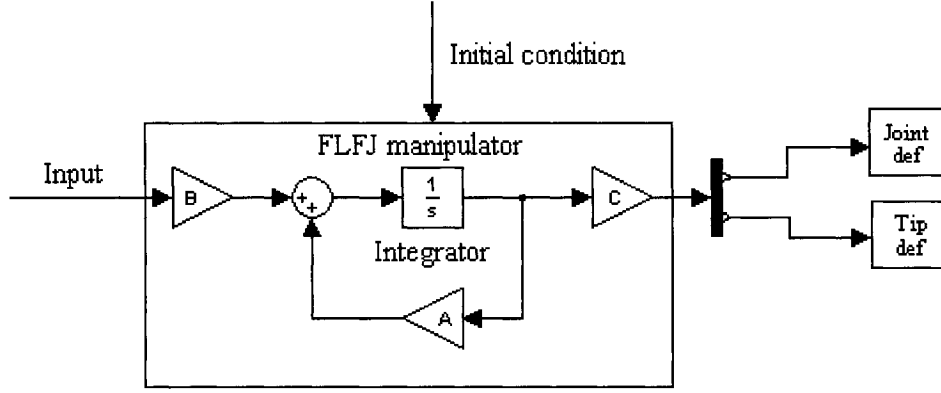 Initial condition
FLFJ manipulator
Input
B
+
+
1
s
C
Integrator
A
Joint
def
Tip
def